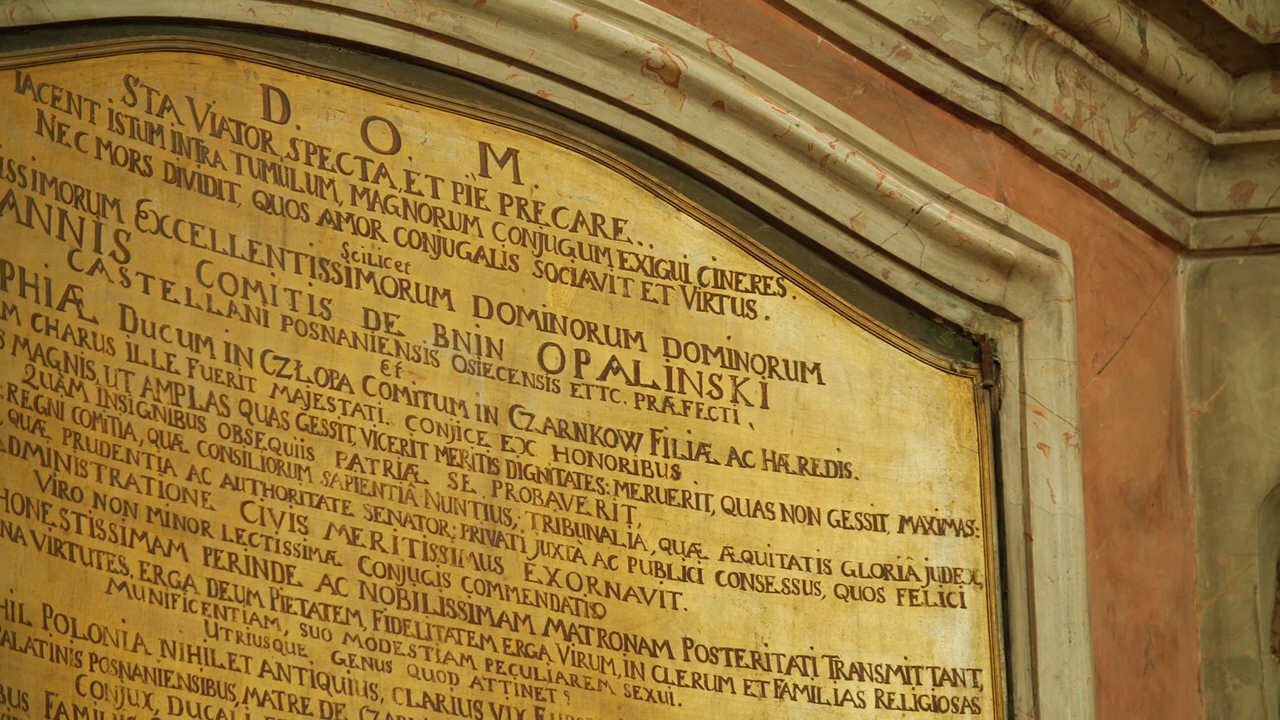 D. O. M.
STA VIATOR, SPECTA, ET PIE PRECARE..
IACENT ISTUM INTRA TUMULUM, MAGNORUM CONJUGUM EXIGUI CINERES.
NEC MORS DIVIDIT, QUOS AMOR CONJUGALIS SOCIAVIT ET VIRTUS.
Scilicet
ISSIMORUM EXCELLENTISSIMORUM DOMINORUM DOMINORUM
ANNIS COMITIS DE BNIN OPALINSKI
CASTELLANI POSNANIENSIS OSIECENSIS ETTC. PRÆFECTI,
et
PHIÆ DUCUM IN CZŁOPA COMITUM IN CZARNKOW FILIÆ AC HÆREDIS.
M CHARUS ILLE FUERIT MAJESTATI. CONJICE EX HONORIBUS
S MAGNIS, UT AMPLAS QUAS GESSIT, VICERIT MERITIS DIGNITATES: MERUERIT, QUAS NON GESSIT, MAXIMAS:
QUAM INSIGNIBUS OBSEQUIIS PATRIÆ SE PROBAVERIT,
REGNI COMITIA, QUÆ CONSILIORUM SAPIENTIÂ NUNTIUS, TRIBUNALIA, QUÆ ÆQUITATIS GLORIÂ JUDEX,
QUÆ, PRUDENTIA AC AUTHORITATE SENATOR; PRIVATI JUXTA AC PUBLICI CONSESSUS, QUOS FELICI
ADMINISTRATIONE CIVIS MERITISSIMUS EXORNAVIT.
VIRO NON MINOR LECTISSIMÆ CONJUGIS COMMENDATIO
HONESTISSIMAM PERINDE AC NOBILISSIMAM MATRONAM POSTERITATI TRANSMITTANT,
NA VIRTUTES, ERGA DEUM PIETATEM, FIDELITATEM ERGA VIRUM, IN CLERUM ET FAMILIAS RELIGIOSAS
MUNIFICENTIAM, SUO MODESTIAM PECULIAREM SEXUI.
UTRIUSQUE GENUS QUOD ATTINET;
HIL POLONIA NIHIL ET ANTIQUIUS, CLARIUS VIX
PALATINIS POSNANIENSIBUS, MATRE DE
CONJUX, DUCALI
BUS FAMILI